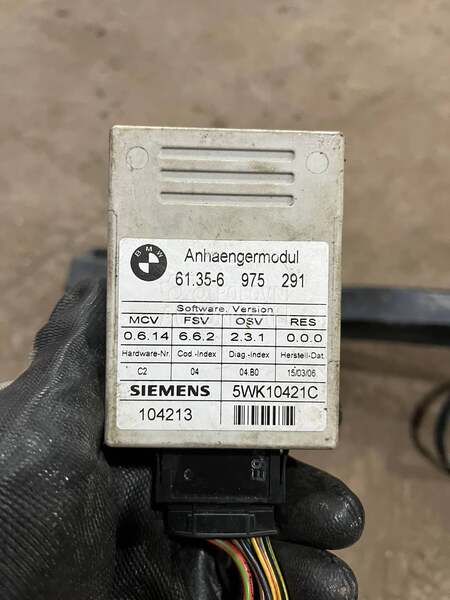 BMW
Anhaengermodul
61.35-6 975 291
Software. Version
MCV FSV OSV RES
0.6.14 6.6.2 2.3.1 0.0.0
Hardware-Nr. Cod.-Index Diag.-Index Herstell-Dat.
C2 04 04.B0 15/03/06
SIEMENS 5WK10421C
104213